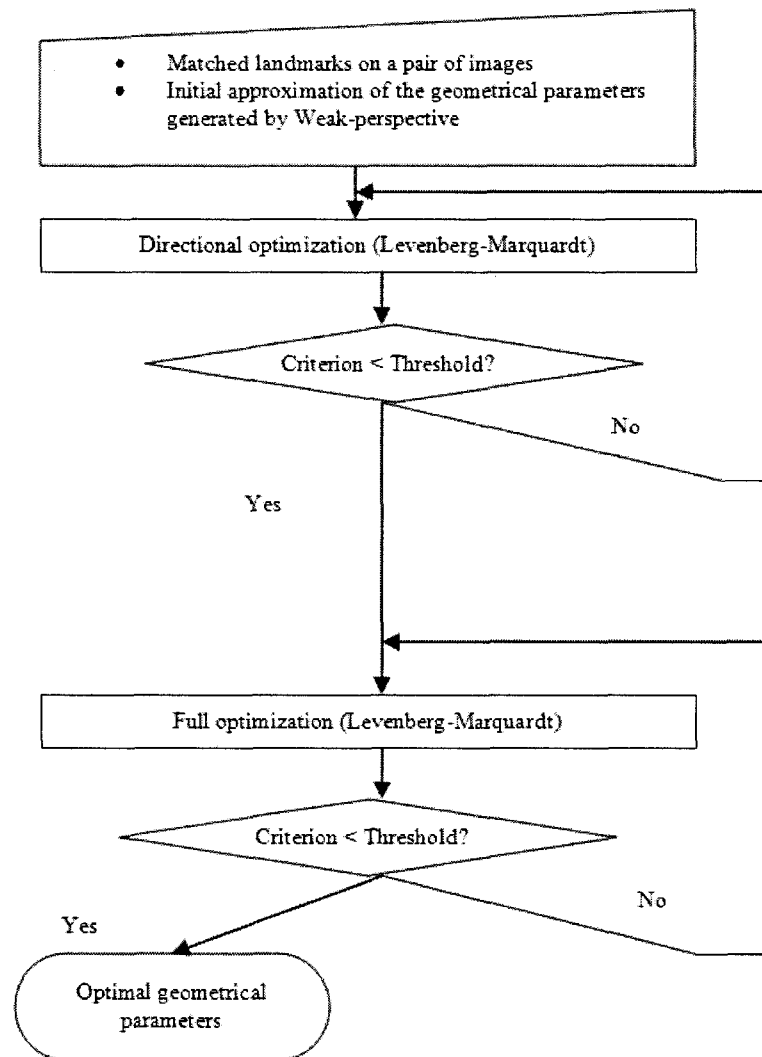 • Matched landmarks on a pair of images
• Initial approximation of the geometrical parameters
generated by Weak-perspective
Directional optimization (Levenberg-Marquardt)
Criterion < Threshold?
No
Yes
Full optimization (Levenberg-Marquardt)
Criterion < Threshold?
No
Yes
Optimal geometrical
parameters